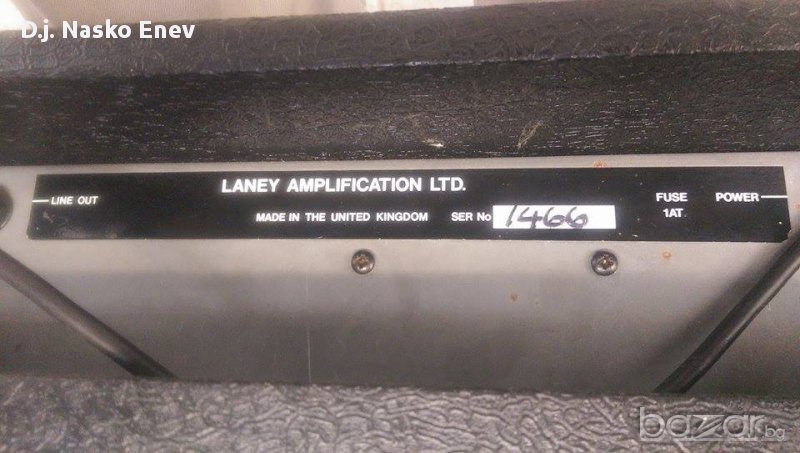 D.j. Nasko Enev
LANEY AMPLIFICATION LTD.
LINE OUT
MADE IN THE UNITED KINGDOM SER No 1466
FUSE
1AT
POWER
bazar.bg